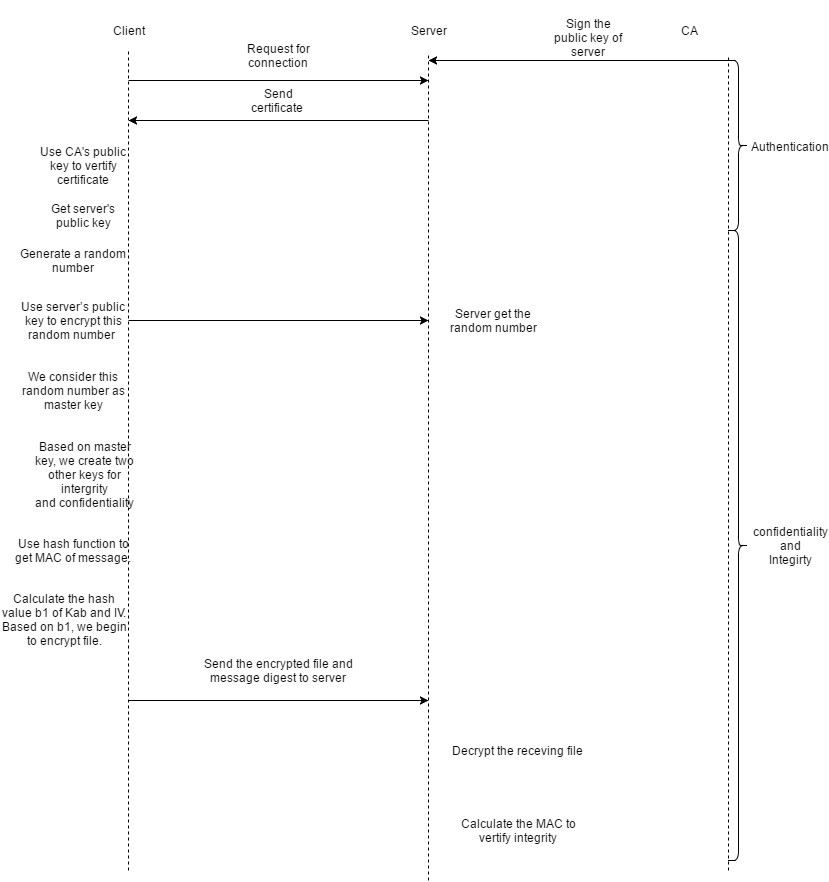 Client
Server
Sign the
public key of
server
CA
Request for
connection
Send
certificate
Authentication
Use CA's public
key to vertify
certificate
Get server's
public key
Generate a random
number
Use server's public
key to encrypt this
random number
Server get the
random number
We consider this
random number as
master key
Based on master
key, we create two
other keys for
intergrity
and confidentiality
confidentiality
and
Integirty
Use hash function to
get MAC of message.
Calculate the hash
value b1 of Kab and IV.
Based on b1, we begin
to encrypt file.
Send the encrypted file and
message digest to server
Decrypt the receving file
Calculate the MAC to
vertify integrity